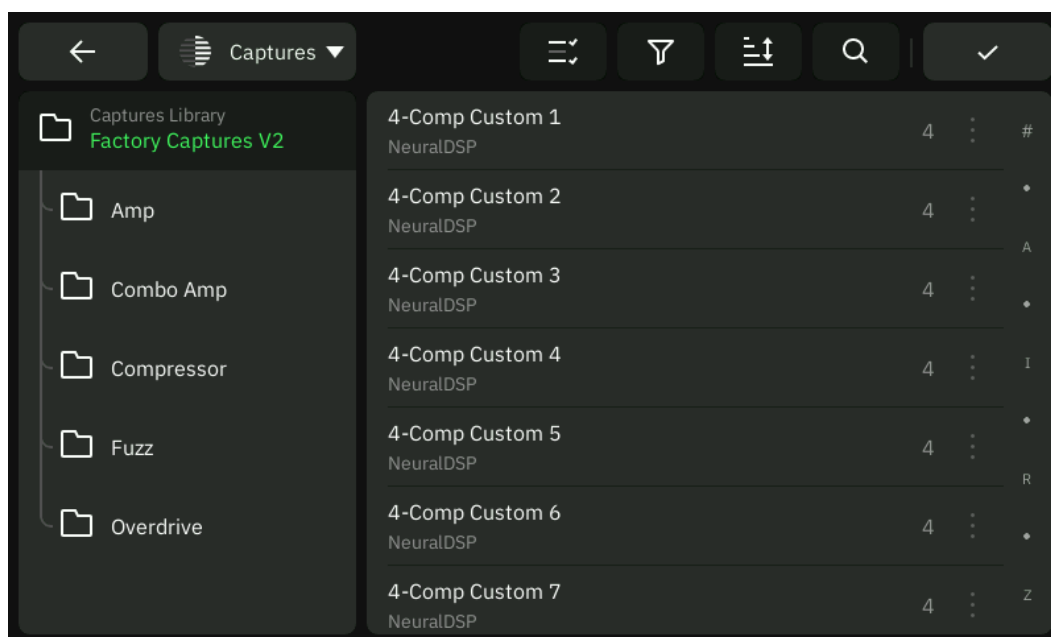 Captures
Captures Library
Factory Captures V2
Amp
Combo Amp
Compressor
Fuzz
Overdrive
4-Comp Custom 1
NeuralDSP
4
4-Comp Custom 2
NeuralDSP
4
4-Comp Custom 3
NeuralDSP
4
4-Comp Custom 4
NeuralDSP
4
4-Comp Custom 5
NeuralDSP
4
4-Comp Custom 6
NeuralDSP
4
4-Comp Custom 7
NeuralDSP
4
#
A
I
R
Z